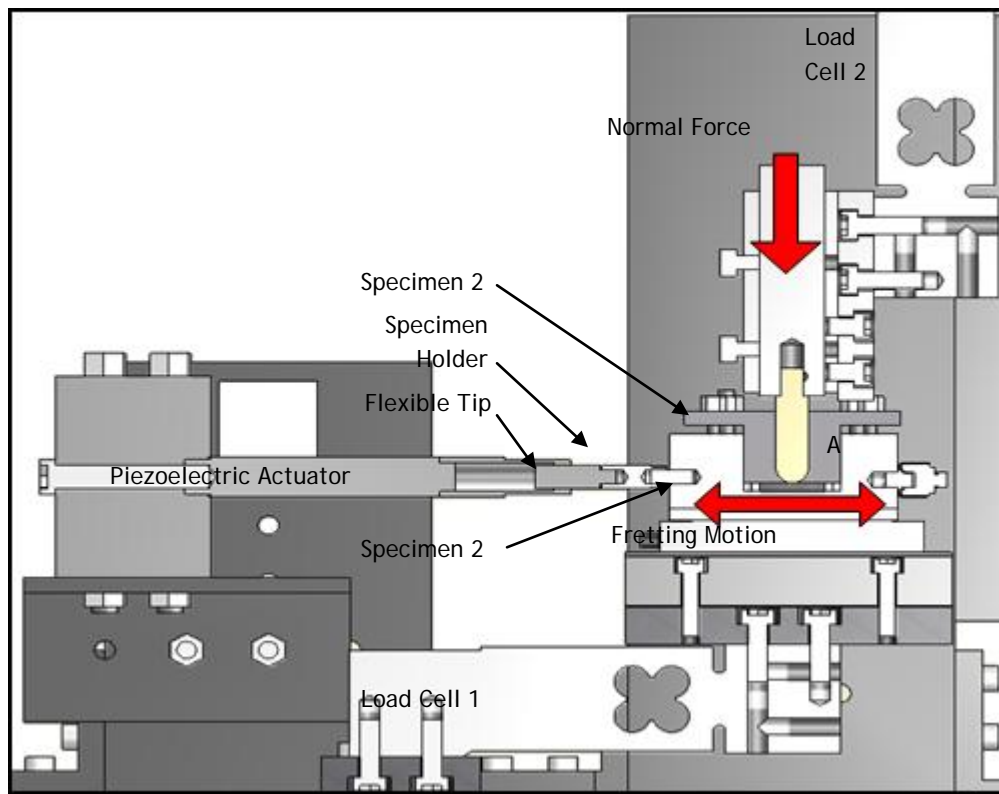 Load
Cell 2
Normal Force
Specimen 2
Specimen
Holder
Flexible Tip
A
Piezoelectric Actuator
Specimen 2
Fretting Motion
Load Cell 1